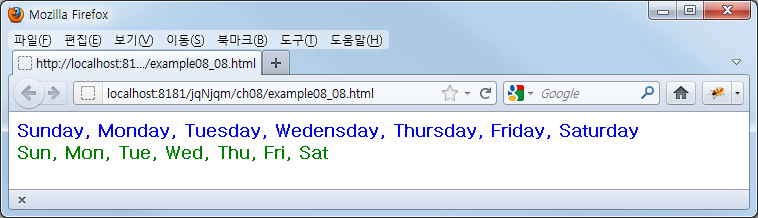 Mozilla Firefox
파일(F) 편집(E) 보기(V) 이동(S) 북마크(B) 도구(T) 도움말(H)
http://localhost:81.../example08_08.html
localhost:8181/jqNjqm/ch08/example08_08.html Google
Sunday, Monday, Tuesday, Wedensday, Thursday, Friday, Saturday
Sun, Mon, Tue, Wed, Thu, Fri, Sat